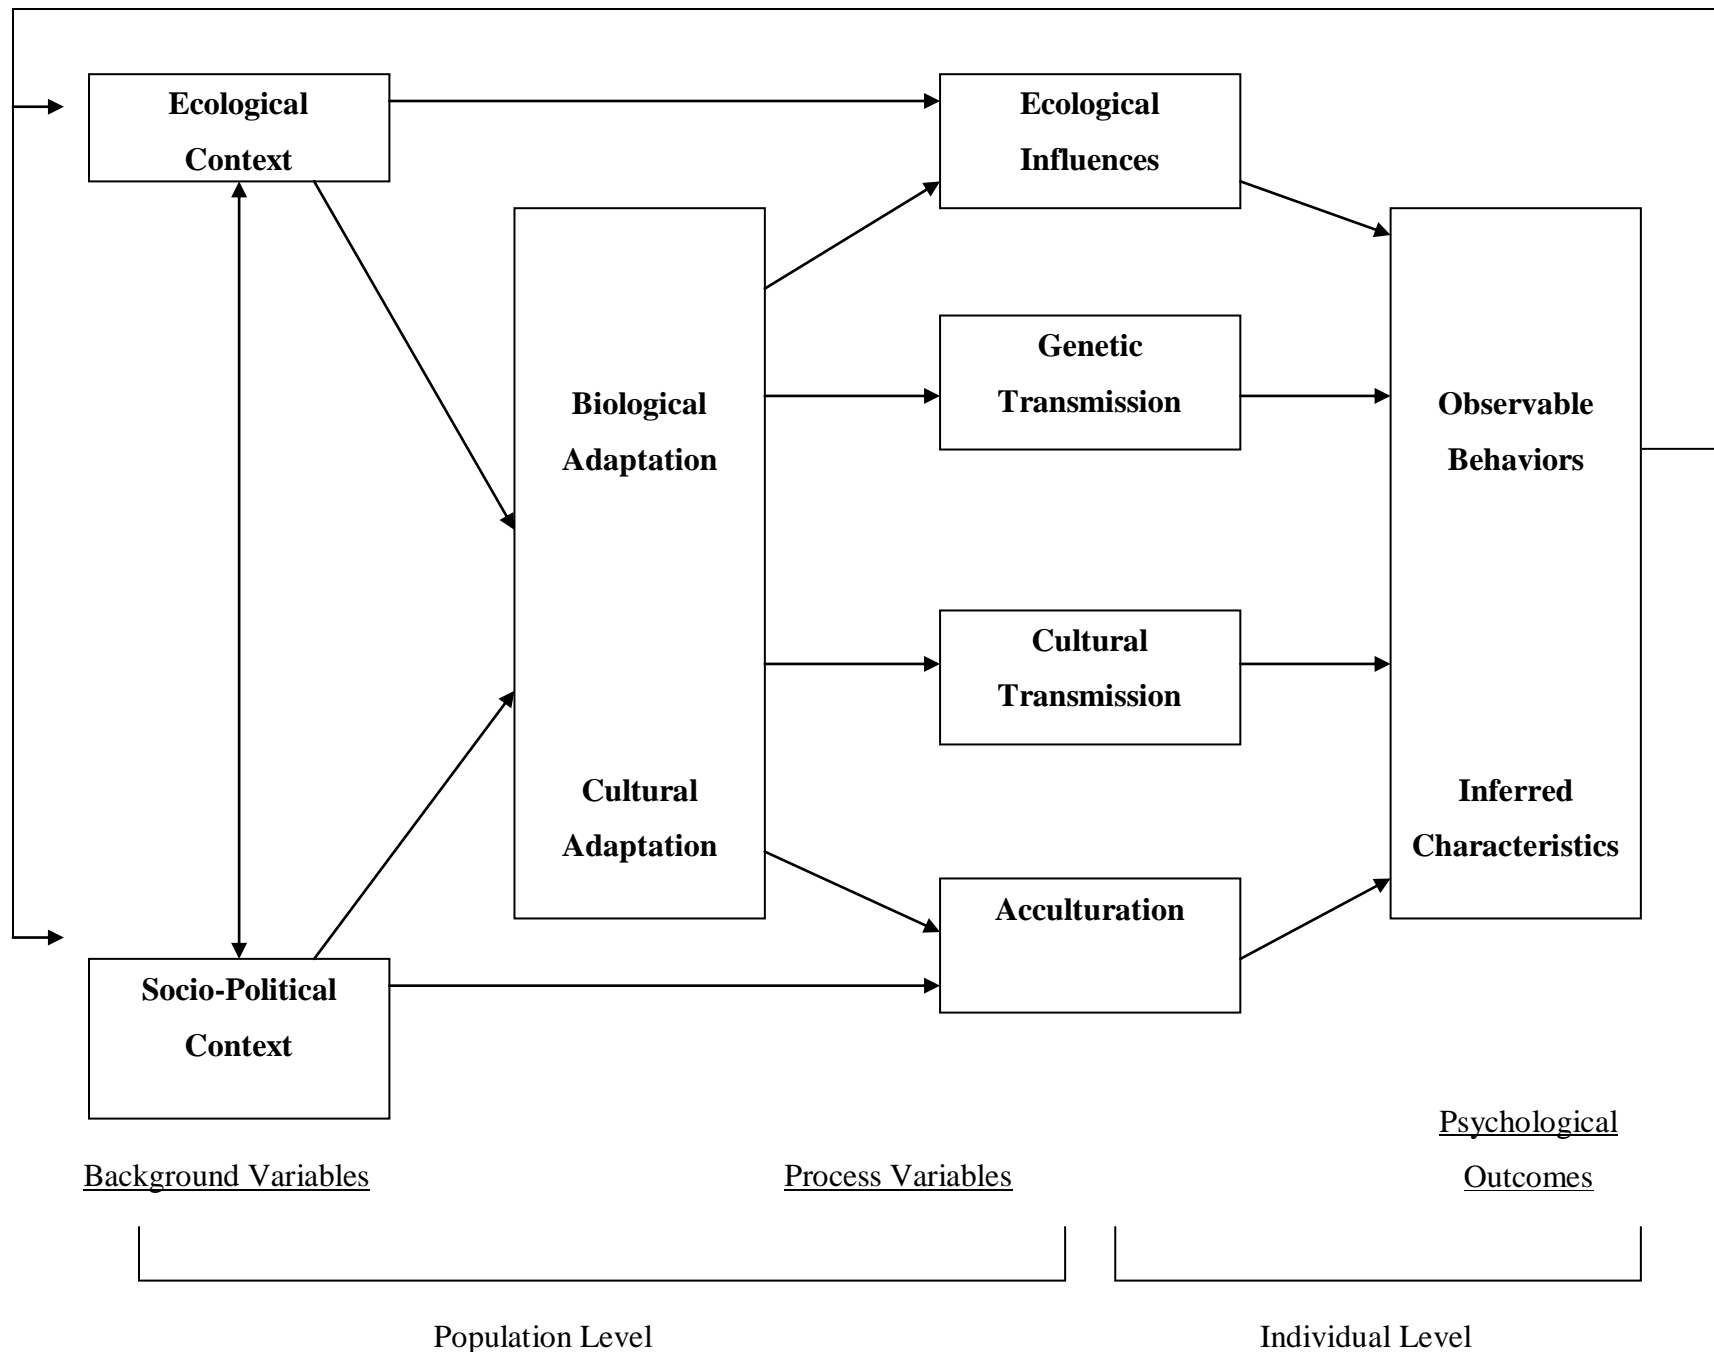 Ecological
Context
Ecological
Influences
Biological
Adaptation
Cultural
Adaptation
Genetic
Transmission
Cultural
Transmission
Acculturation
Observable
Behaviors
Inferred
Characteristics
Socio-Political
Context
Background Variables
Process Variables
Psychological
Outcomes
Population Level
Individual Level